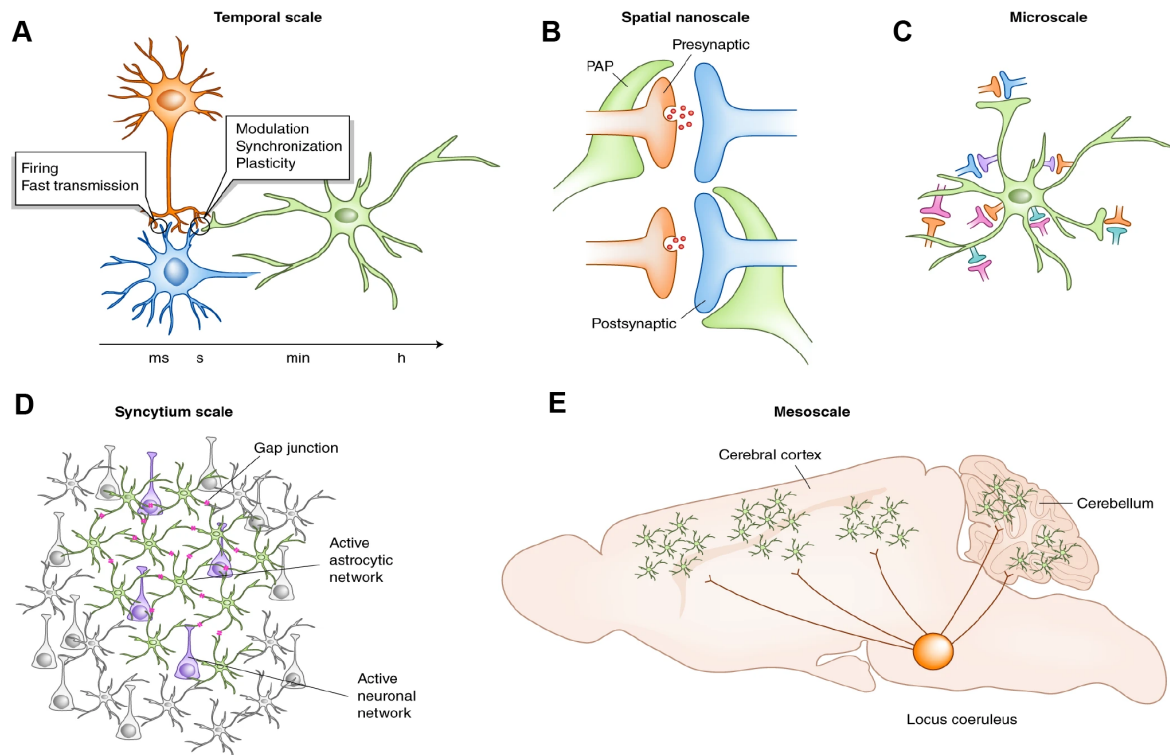 A
Temporal scale
Firing
Fast transmission
Modulation
Synchronization
Plasticity
ms
s
min
h
B
Spatial nanoscale
Presynaptic
PAP
Postsynaptic
C
Microscale
D
Syncytium scale
Gap junction
Active
astrocytic
network
Active
neuronal
network
E
Mesoscale
Cerebral cortex
Cerebellum
Locus coeruleus